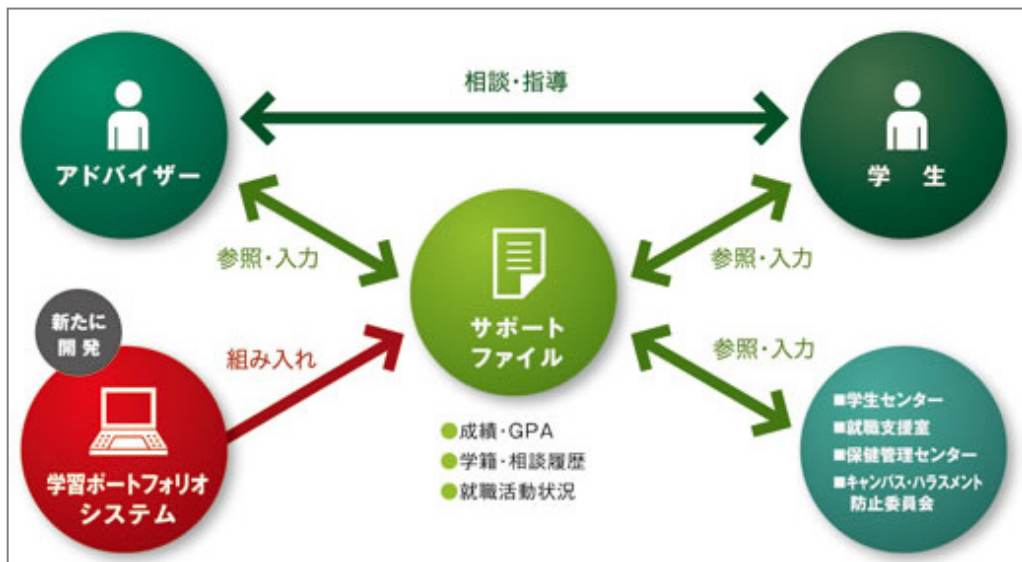 相談・指導
アドバイザー
学 生
参照・入力
参照・入力
サポート
ファイル
新たに
開発
組み入れ
参照・入力
学習ポートフォリオ
システム
●成績・GPA
●学籍・相談履歴
●就職活動状況
■学生センター
■就職支援室
■保健管理センター
■キャンパス・ハラスメント
防止委員会